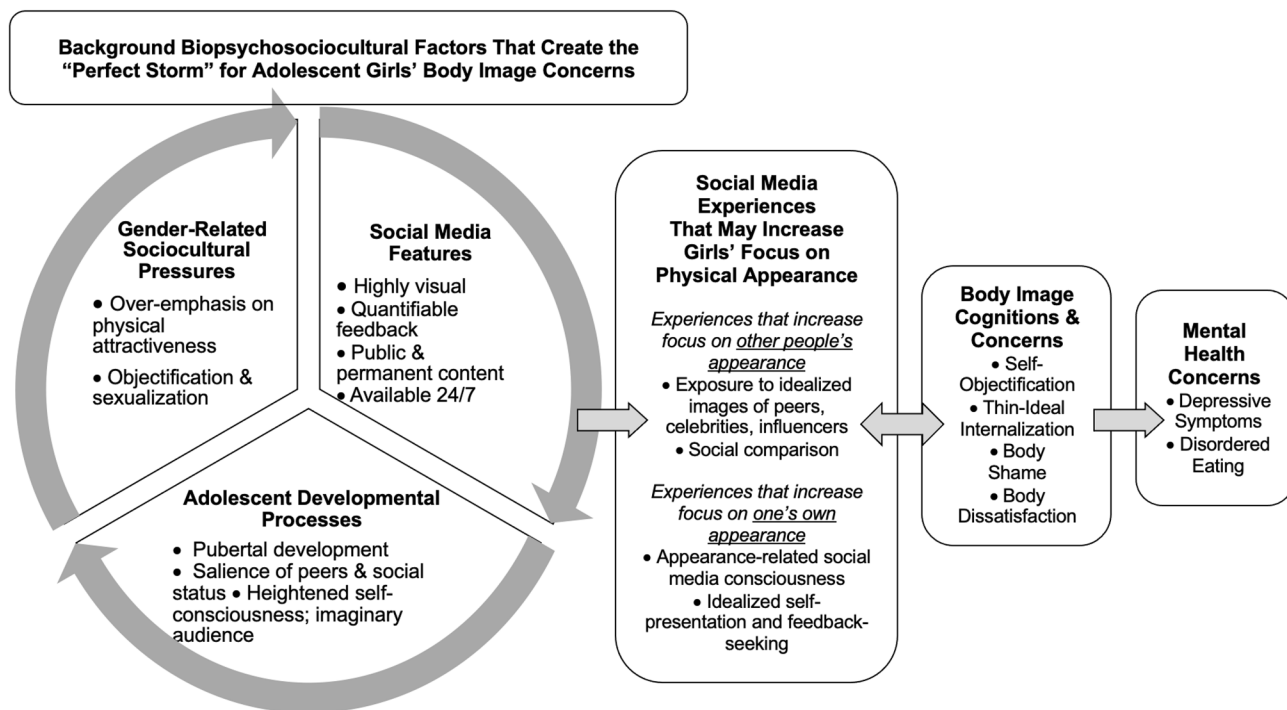 Background Biopsychosociocultural Factors That Create the
“Perfect Storm” for Adolescent Girls’ Body Image Concerns
Gender-Related
Sociocultural
Pressures
• Over-emphasis on
physical
attractiveness
• Objectification &
sexualization
Social Media
Features
• Highly visual
• Quantifiable
feedback
• Public &
permanent content
• Available 24/7
Adolescent Developmental
Processes
• Pubertal development
• Salience of peers & social
status • Heightened self-
consciousness; imaginary
audience
Social Media
Experiences
That May Increase
Girls’ Focus on
Physical Appearance
Experiences that increase
focus on other people’s
appearance
• Exposure to idealized
images of peers,
celebrities, influencers
• Social comparison
Experiences that increase
focus on one’s own
appearance
• Appearance-related social
media consciousness
• Idealized self-
presentation and feedback-
seeking
Body Image
Cognitions &
Concerns
• Self-
Objectification
• Thin-Ideal
Internalization
• Body
Shame
• Body
Dissatisfaction
Mental
Health
Concerns
• Depressive
Symptoms
• Disordered
Eating